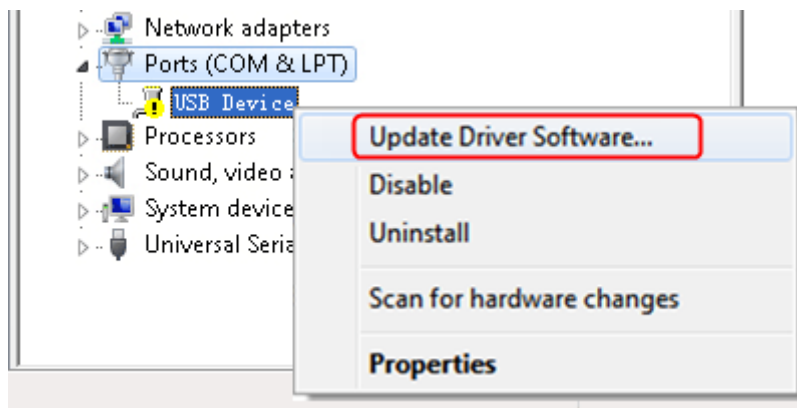 Network adapters
Ports (COM & LPT)
USB Device
Update Driver Software...
Processors
Disable
Sound, video
System device
Uninstall
Universal Seria
Scan for hardware changes
Properties